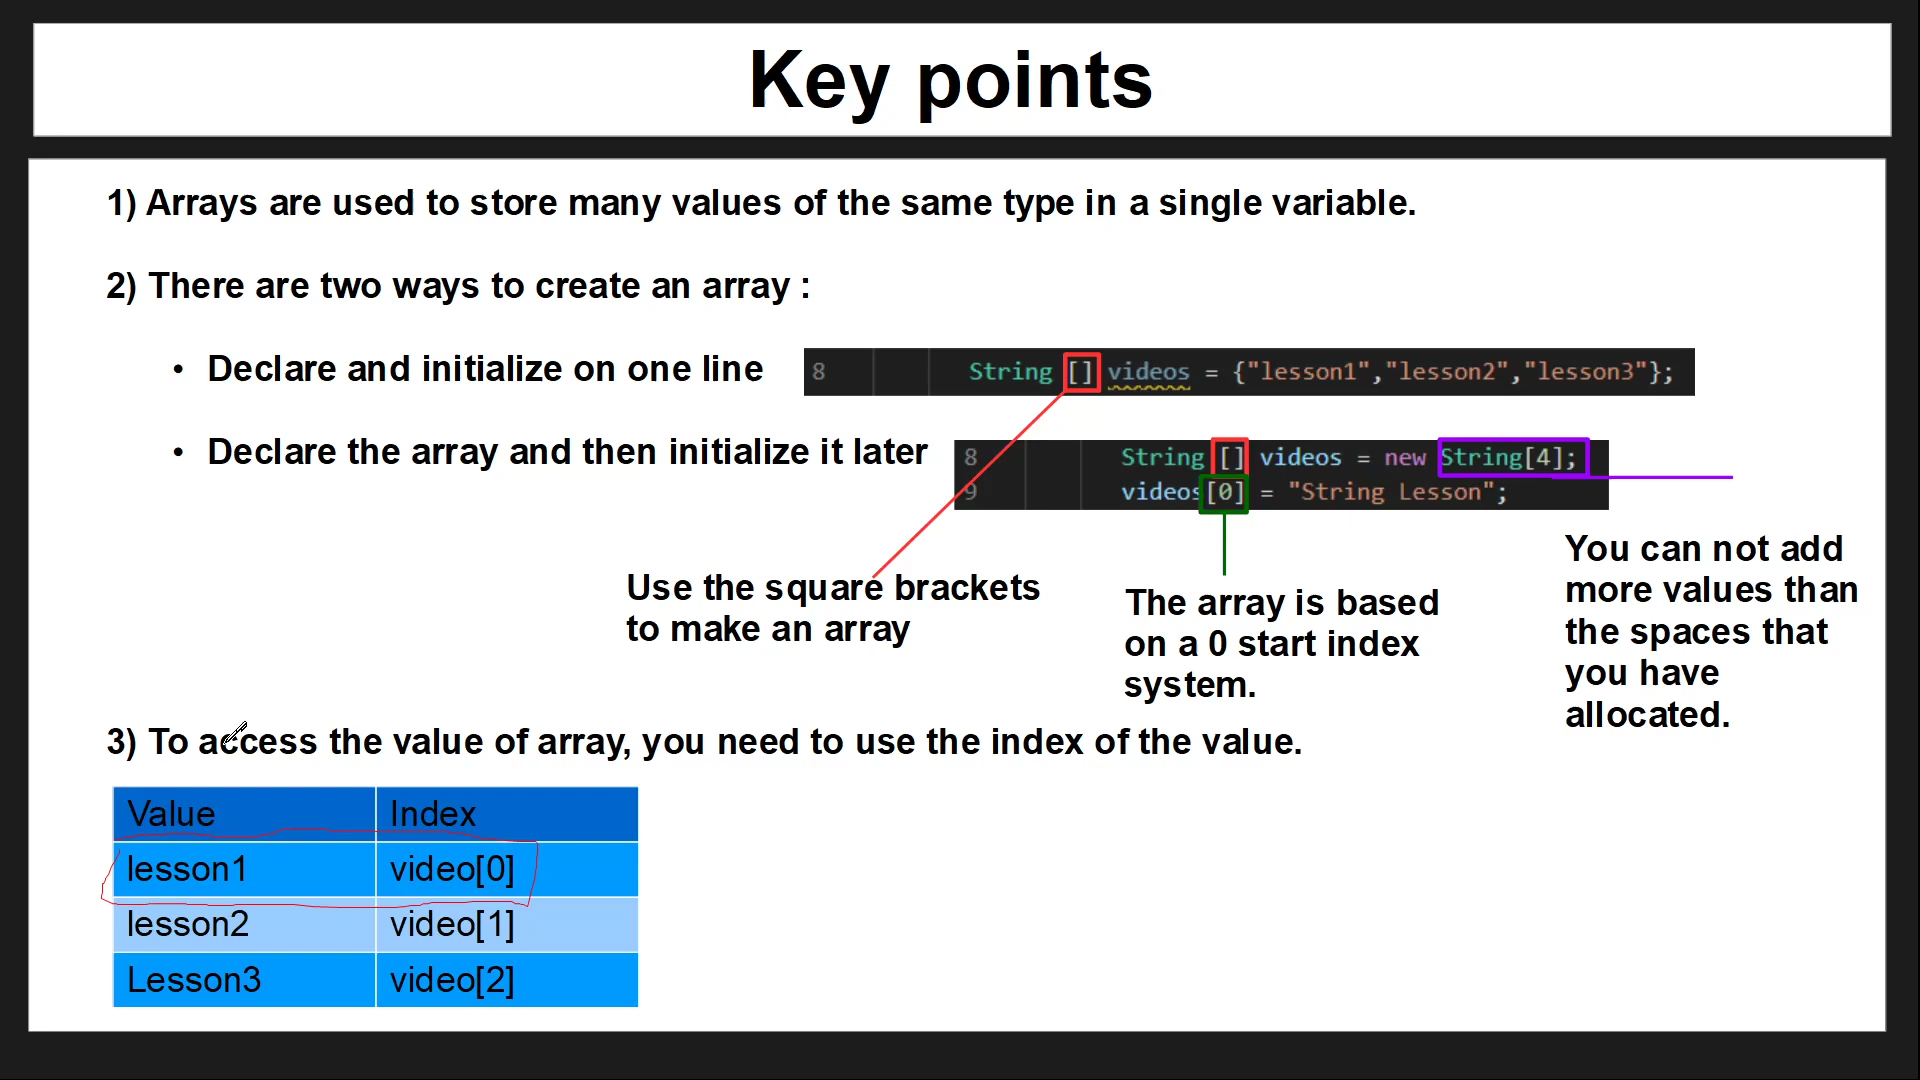 Key points
1) Arrays are used to store many values of the same type in a single variable.
2) There are two ways to create an array :
• Declare and initialize on one line
8 String [] videos = {"lesson1","lesson2","lesson3"};
• Declare the array and then initialize it later
8 String [] videos = new String[4];
9 videos[0] = "String Lesson";
Use the square brackets
to make an array
The array is based
on a 0 start index
system.
You can not add
more values than
the spaces that
you have
allocated.
3) To access the value of array, you need to use the index of the value.
Value Index
lesson1 video[0]
lesson2 video[1]
Lesson3 video[2]